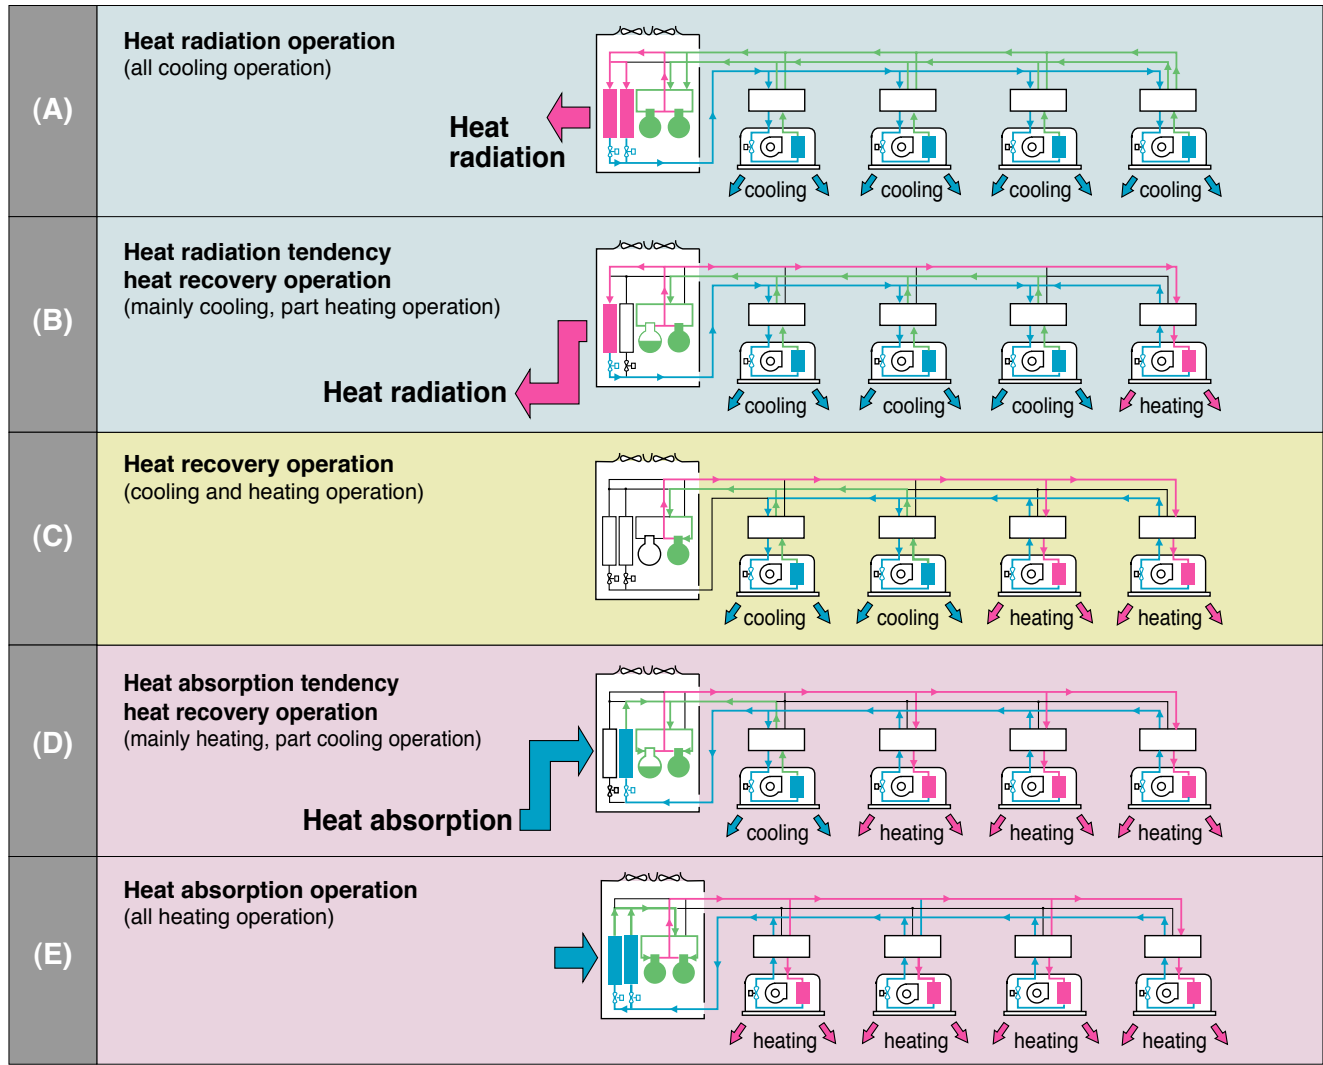 (A)
Heat radiation operation
(all cooling operation)
Heat
radiation
cooling cooling cooling cooling
(B)
Heat radiation tendency
heat recovery operation
(mainly cooling, part heating operation)
Heat radiation
cooling cooling cooling heating
(C)
Heat recovery operation
(cooling and heating operation)
cooling cooling heating heating
(D)
Heat absorption tendency
heat recovery operation
(mainly heating, part cooling operation)
Heat absorption
cooling heating heating heating
(E)
Heat absorption operation
(all heating operation)
heating heating heating heating